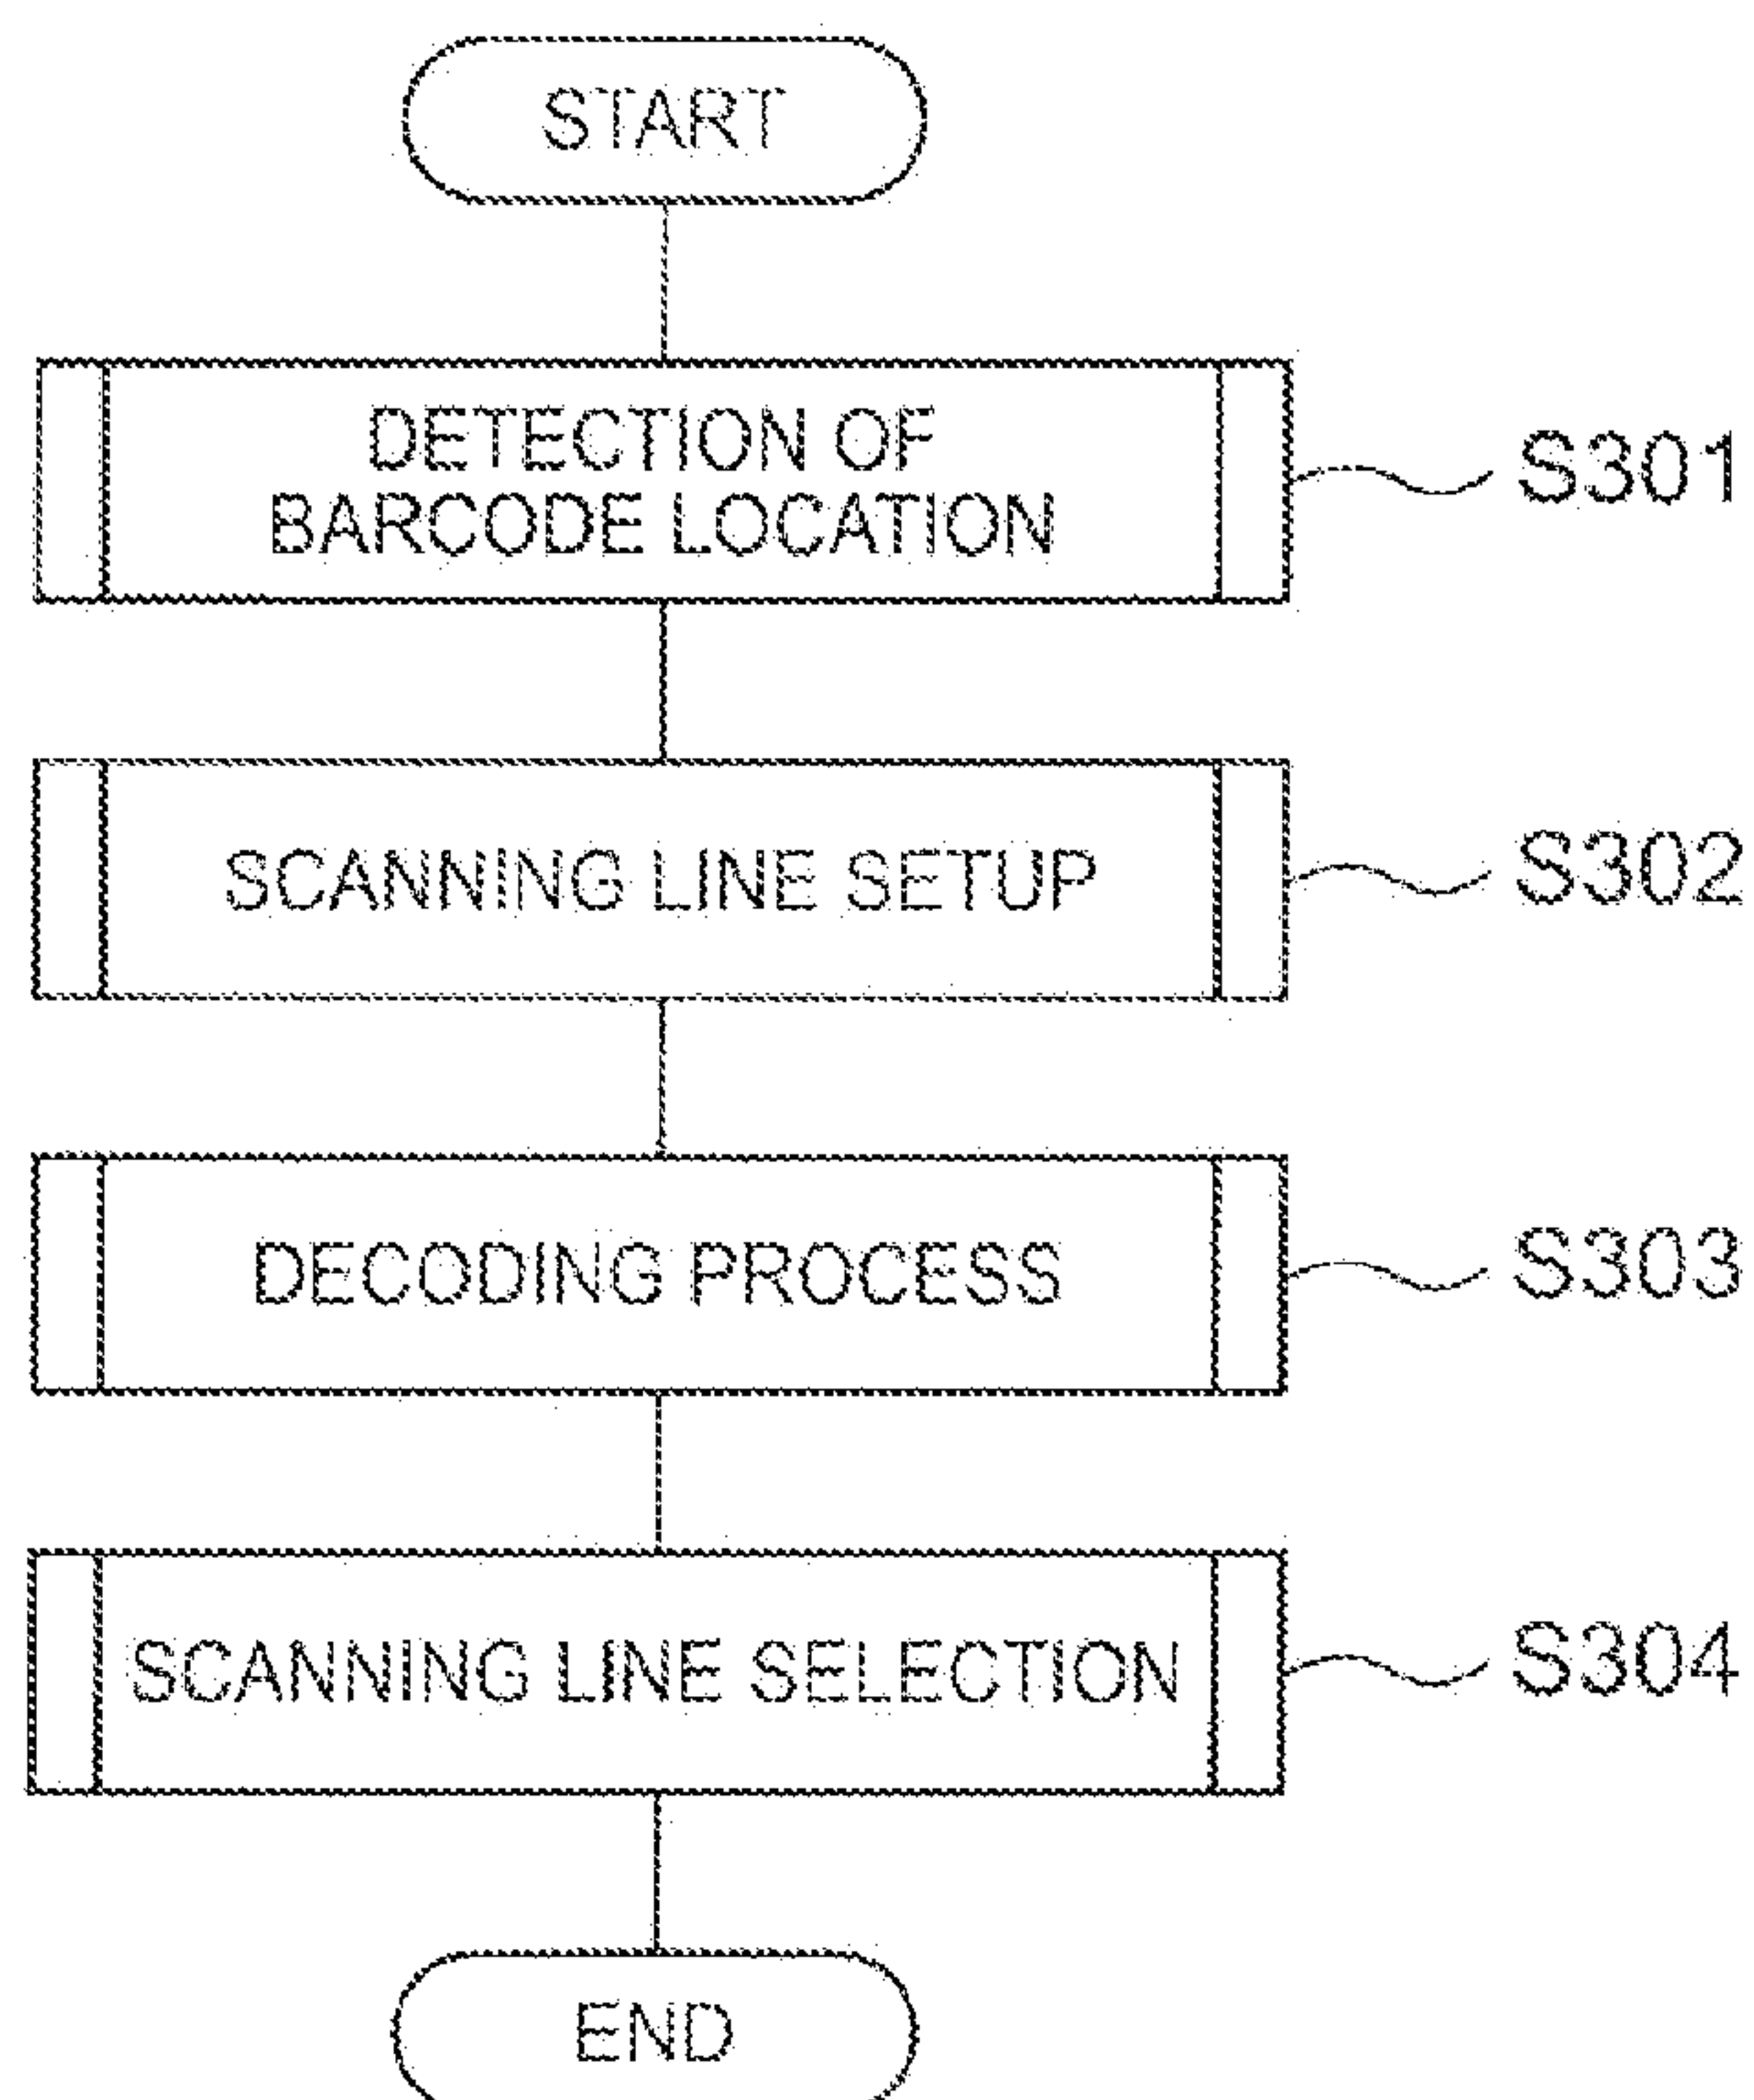 START
DETECTION OF
BARCODE LOCATION
S301
SCANNING LINE SETUP
S302
DECODING PROCESS
S303
SCANNING LINE SELECTION
S304
END